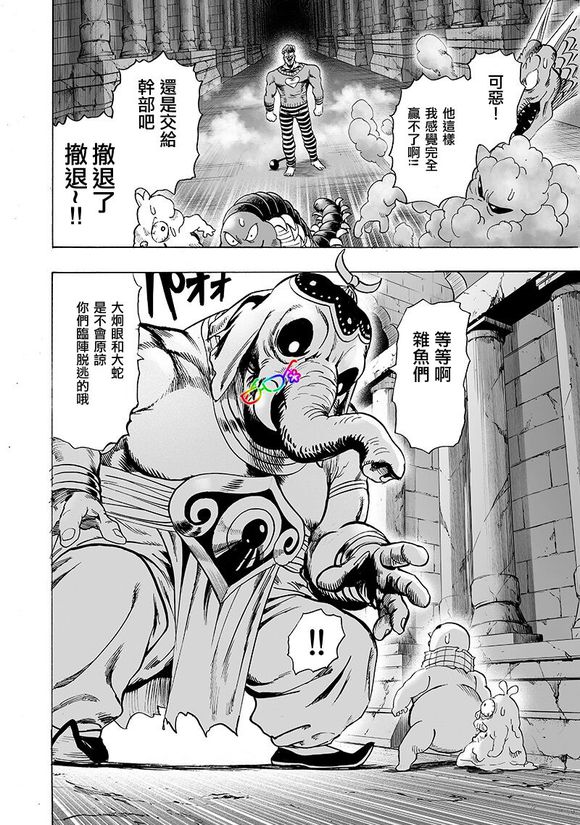 可惡！
他這樣
我感覺完全
贏不了啊!!!
還是交給
幹部吧
撤退了
撤退~!!
等等啊
雜魚們
パオオ
大炯眼和大蛇
是不會原諒
你們臨陣脫逃的哦
!!